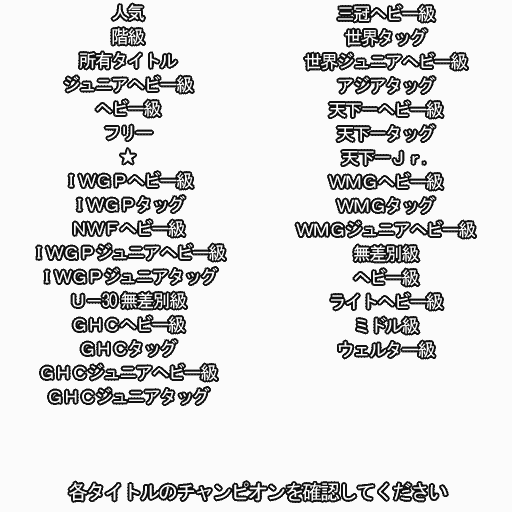 人気
階級
所有タイトル
ジュニアヘビー級
ヘビー級
フリー
★
ＩＷＧＰヘビー級
ＩＷＧＰタッグ
ＮＷＦヘビー級
ＩＷＧＰジュニアヘビー級
ＩＷＧＰジュニアタッグ
Ｕ－30無差別級
ＧＨＣヘビー級
ＧＨＣタッグ
ＧＨＣジュニアヘビー級
ＧＨＣジュニアタッグ
三冠ヘビー級
世界タッグ
世界ジュニアヘビー級
アジアタッグ
天下一ヘビー級
天下一タッグ
天下一Ｊｒ．
ＷＭＧヘビー級
ＷＭＧタッグ
ＷＭＧジュニアヘビー級
無差別級
ヘビー級
ライトヘビー級
ミドル級
ウェルター級
各タイトルのチャンピオンを確認してください